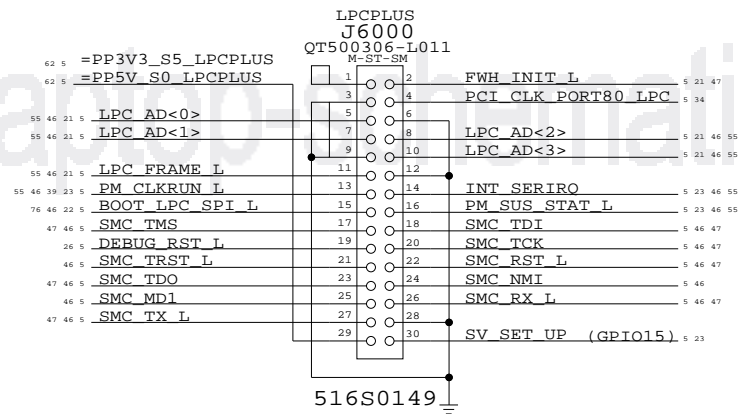 LPCPLUS
J6000
QT500306-L011
M-ST-SM
62 5 =PP3V3_S5_LPCPLUS
62 5 =PP5V_S0_LPCPLUS
1 2 FWH_INIT_L 5 21 47
3 4 PCI_CLK_PORT80_LPC 5 34
55 46 21 5 LPC_AD<0> 5 6
55 46 21 5 LPC_AD<1> 7 8 LPC_AD<2> 5 21 46 55
9 10 LPC_AD<3> 5 21 46 55
55 46 21 5 LPC_FRAME_L 11 12
55 46 39 23 5 PM_CLKRUN_L 13 14 INT_SERIRQ 5 23 46 55
76 46 22 5 BOOT_LPC_SPI_L 15 16 PM_SUS_STAT_L 5 23 46 55
47 46 5 SMC_TMS 17 18 SMC_TDI 5 46 47
26 5 DEBUG_RST_L 19 20 SMC_TCK 5 46 47
46 5 SMC_TRST_L 21 22 SMC_RST_L 5 46 47
47 46 5 SMC_TDO 23 24 SMC_NMI 5 46
46 5 SMC_MD1 25 26 SMC_RX_L 5 46 47
47 46 5 SMC_TX_L 27 28
29 30 SV_SET_UP (GPIO15) 5 23
516S0149
laptop-schemati